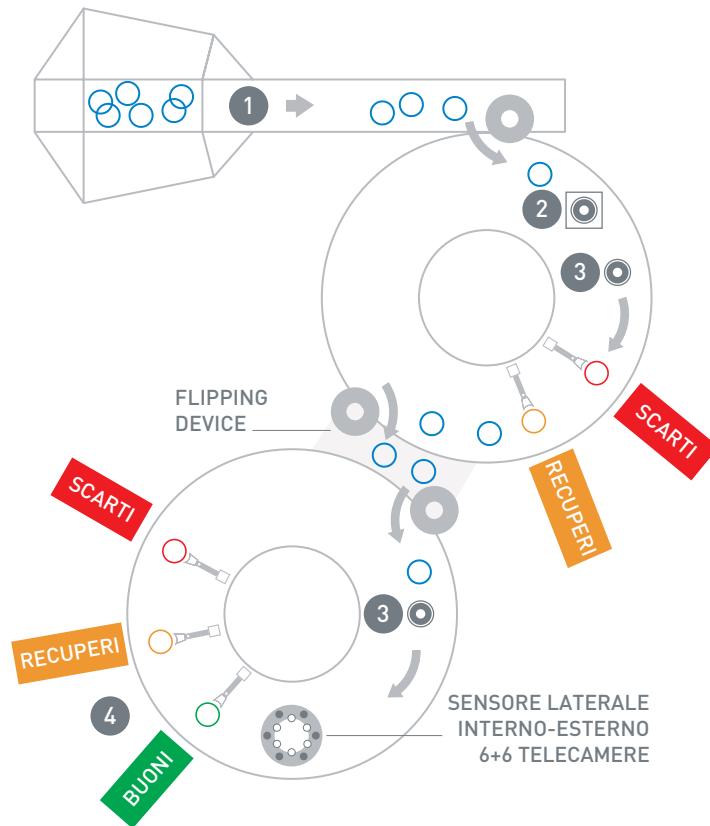 1
2
3
FLIPPING
DEVICE
SCARTI
RECUPERI
SCARTI
3
RECUPERI
4
BUONI
SENSORE LATERALE
INTERNO-ESTERNO
6+6 TELECAMERE